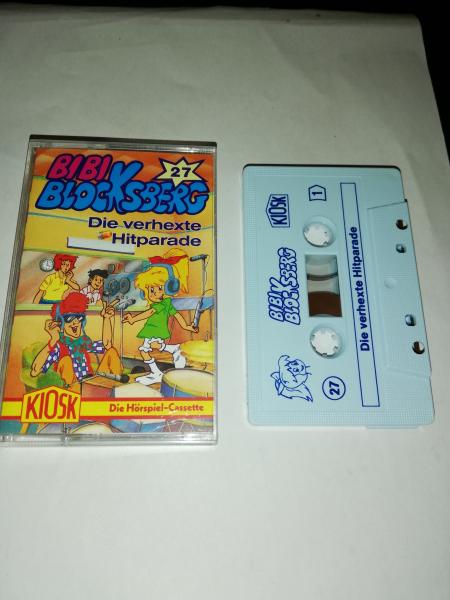 BIBI
BLOCKSBERG
27
Die verhexte
Hitparade
KIOSK
Die Hörspiel-Cassette
KIOSK
1
BIBI
BLOCKSBERG
Die verhexte Hitparade
27